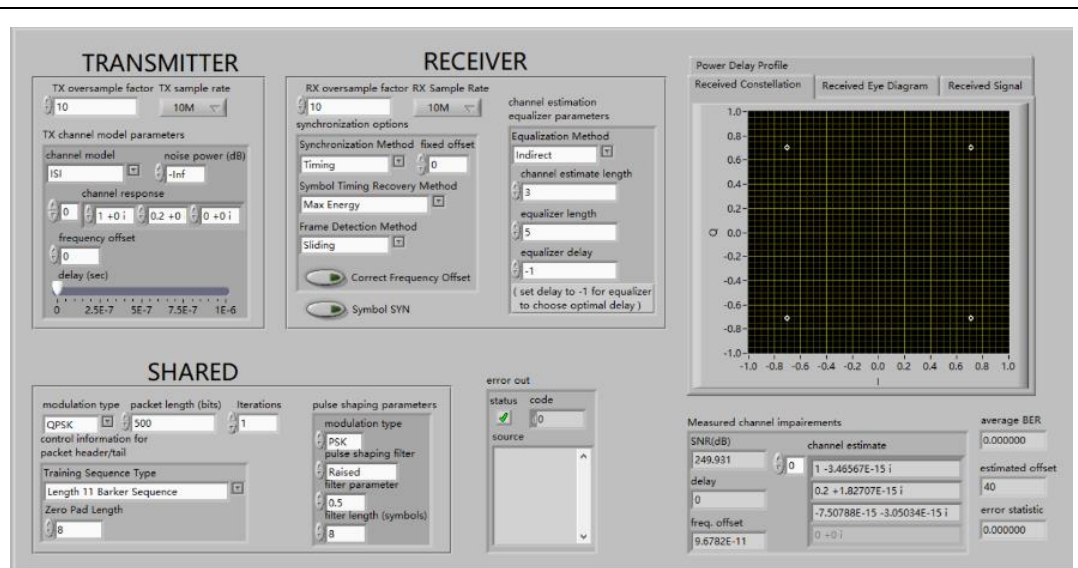 TRANSMITTER
TX oversample factor TX sample rate
10
10M
TX channel model parameters
channel model noise power (dB)
ISI
-Inf
channel response
0
1 +0 i
0.2 +0
0 +0 i
frequency offset
0
delay (sec)
0 2.5E-7 5E-7 7.5E-7 1E-6
RECEIVER
RX oversample factor RX Sample Rate
10
10M
synchronization options
Synchronization Method fixed offset
Timing
0
Symbol Timing Recovery Method
Max Energy
Frame Detection Method
Sliding
Correct Frequency Offset
Symbol SYN
channel estimation
equalizer parameters
Equalization Method
Indirect
channel estimate length
3
equalizer length
5
equalizer delay
-1
( set delay to -1 for equalizer
to choose optimal delay )
Power Delay Profile
Received Constellation Received Eye Diagram Received Signal
1.0
0.8
0.6
0.4
0.2
0.0
-0.2
-0.4
-0.6
-0.8
-1.0
Q
-1.0 -0.8 -0.6 -0.4 -0.2 0.0 0.2 0.4 0.6 0.8 1.0
I
SHARED
modulation type packet length (bits) Iterations
QPSK
500
1
control information for
packet header/tail
Training Sequence Type
Length 11 Barker Sequence
Zero Pad Length
8
pulse shaping parameters
modulation type
PSK
pulse shaping filter
Raised
filter parameter
0.5
filter length (symbols)
8
error out
status code
0
source
Measured channel impairements
SNR(dB)
249.931
delay
0
freq. offset
9.6782E-11
channel estimate
0
1 -3.46567E-15 i
0.2 +1.82707E-15 i
-7.50788E-15 -3.05034E-15 i
0 +0 i
average BER
0.000000
estimated offset
40
error statistic
0.000000